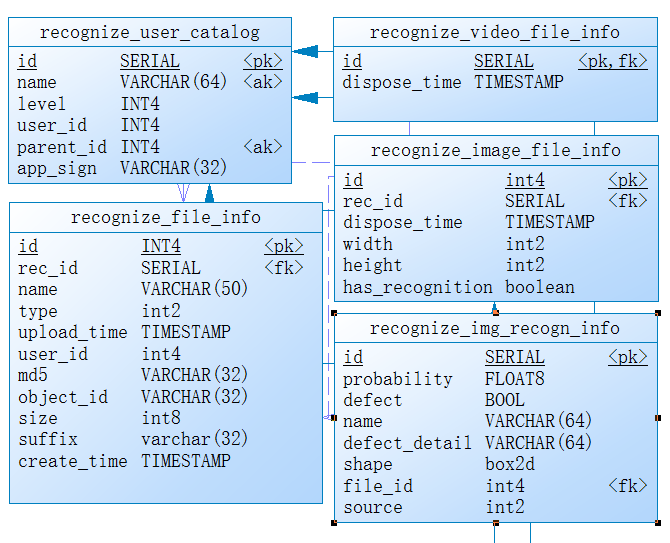 recognize_user_catalog
id SERIAL <pk>
name VARCHAR(64) <ak>
level INT4
user_id INT4
parent_id INT4 <ak>
app_sign VARCHAR(32)
recognize_video_file_info
id SERIAL <pk,fk>
dispose_time TIMESTAMP
recognize_image_file_info
id int4 <pk>
rec_id SERIAL <fk>
dispose_time TIMESTAMP
width int2
height int2
has_recognition boolean
recognize_file_info
id INT4 <pk>
rec_id SERIAL <fk>
name VARCHAR(50)
type int2
upload_time TIMESTAMP
user_id int4
md5 VARCHAR(32)
object_id VARCHAR(32)
size int8
suffix varchar(32)
create_time TIMESTAMP
recognize_img_recogn_info
id SERIAL <pk>
probability FLOAT8
defect BOOL
name VARCHAR(64)
defect_detail VARCHAR(64)
shape box2d
file_id int4 <fk>
source int2